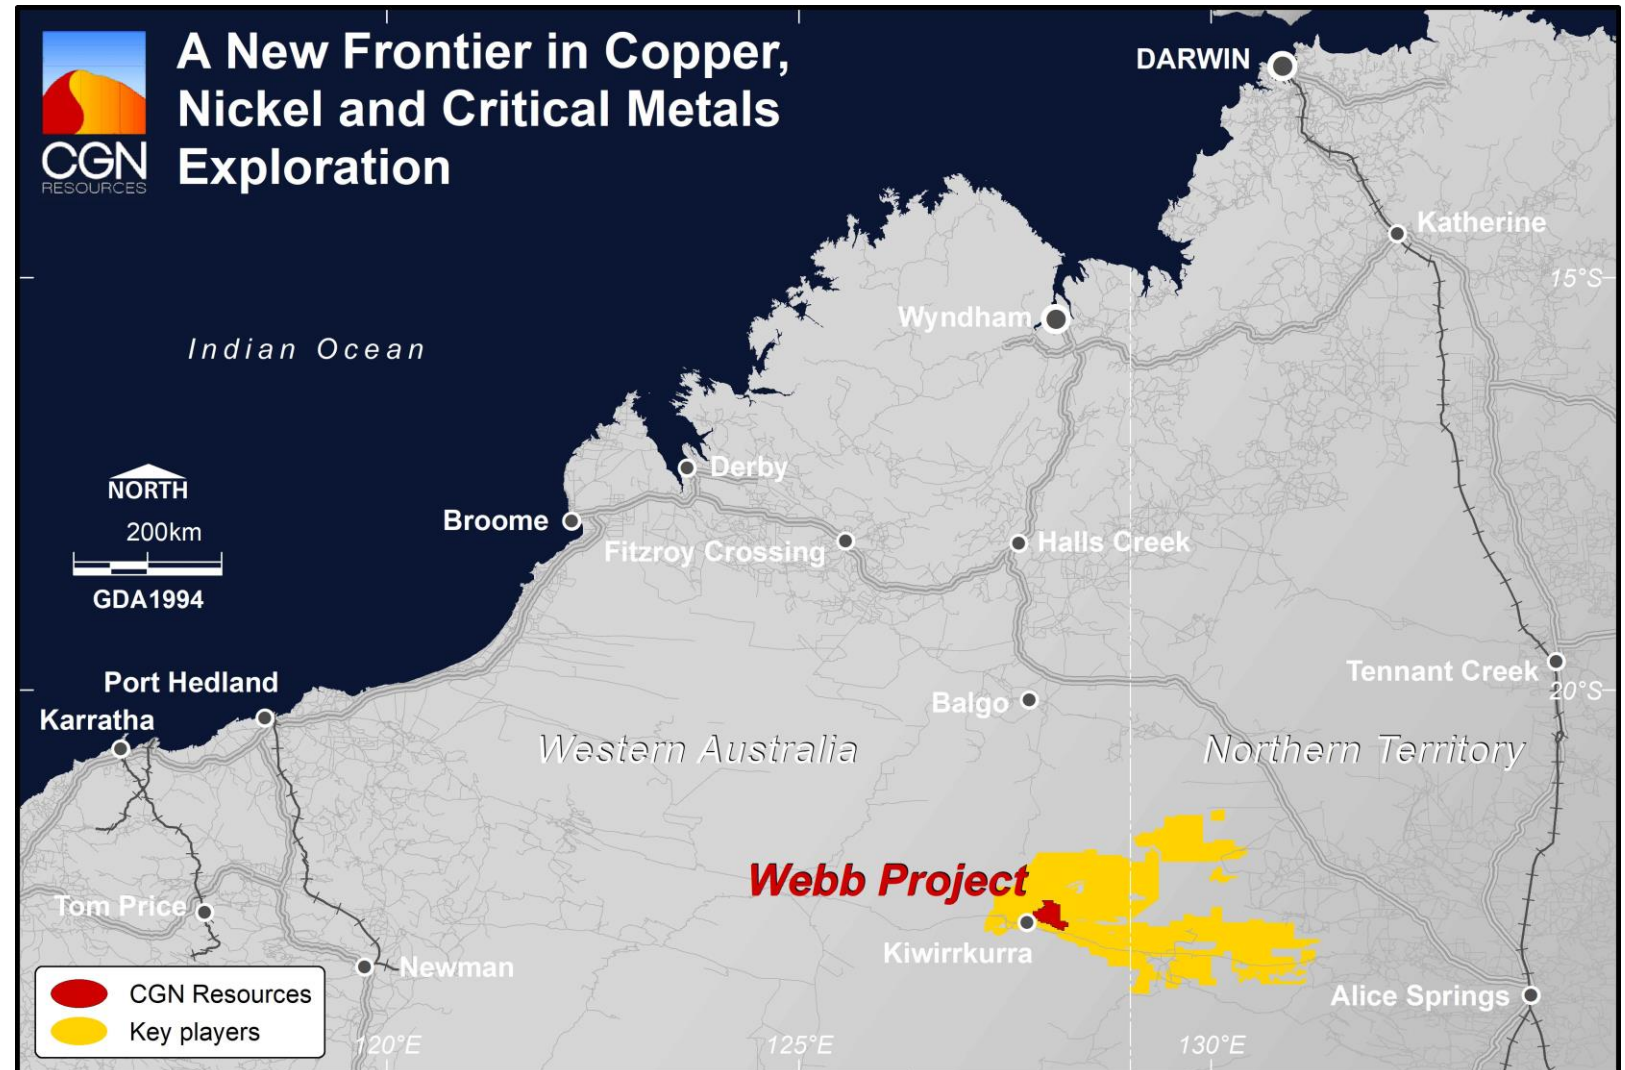 A New Frontier in Copper,
Nickel and Critical Metals
Exploration
CGN
RESOURCES
DARWIN
Katherine
15°S
Wyndham
Indian Ocean
Derby
NORTH
Broome
200km
Fitzroy Crossing
Halls Creek
GDA1994
Tennant Creek
Port Hedland
20°S
Balgo
Karratha
Western Australia
Northern Territory
Webb Project
Tom Price
Kiwirrkurra
Newman
CGN Resources
Alice Springs
Key players
120°E
125°E
130°E